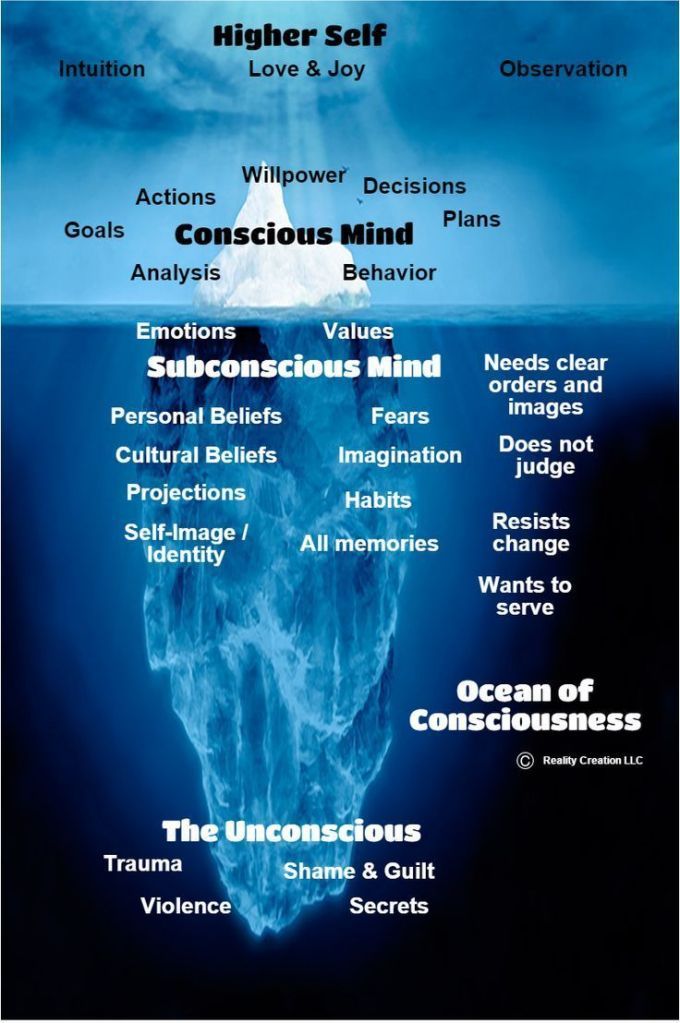 Higher Self
Intuition Love & Joy Observation
Willpower
Decisions
Actions
Plans
Goals
Conscious Mind
Analysis Behavior
Emotions Values
Subconscious Mind
Needs clear
orders and
images
Personal Beliefs Fears
Does not
judge
Cultural Beliefs Imagination
Projections Habits
Resists
change
Self-Image /
Identity
All memories
Wants to
serve
Ocean of
Consciousness
© Reality Creation LLC
The Unconscious
Trauma Shame & Guilt
Violence Secrets